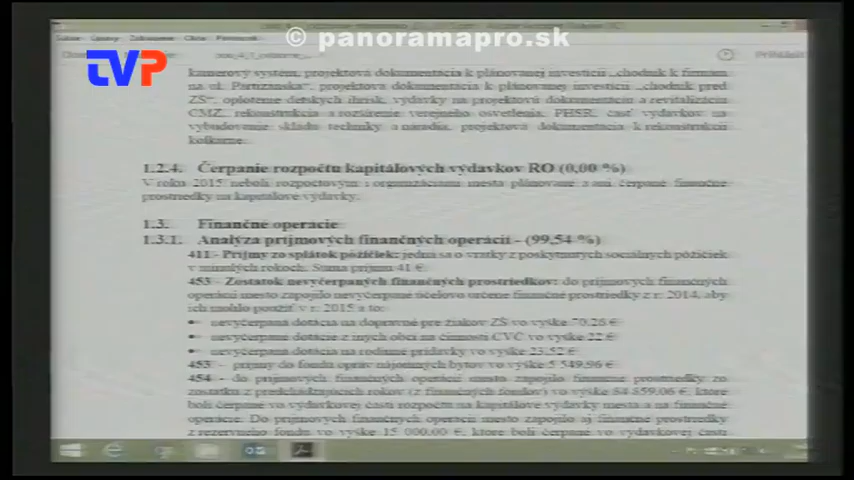 © panoramapro.sk
Súbor Úpravy Zobrazenie Okno Pomocník
TVP
kamerový systém, projektová dokumentácia k plánovanej investícii „chodník k firmám
na ul. Partizánska“, projektová dokumentácia k plánovanej investícii „chodník pred
ZŠ“, oplotenie detských ihrísk, výdavky na projektovú dokumentáciu a revitalizáciu
CMZ, rekonštrukcia a rozšírenie verejného osvetlenia, PHSR, časť výdavkov na
vybudovanie skladu techniky a náradia, projektová dokumentácia k rekonštrukcii
kotkárne.
1.2.4. Čerpanie rozpočtu kapitálových výdavkov RO (0,00 %)
V roku 2015 neboli rozpočtovým organizáciám mesta plánované a ani čerpané finančné
prostriedky na kapitálové výdavky.
1.3. Finančné operácie
1.3.1. Analýza príjmových finančných operácií - (99,54 %)
411 - Príjmy zo splátok pôžičiek: jedná sa o vratky z poskytnutých sociálnych pôžičiek
v minulých rokoch. Suma príjmu 41 €.
453 - Zostatok nevyčerpaných finančných prostriedkov: do príjmových finančných
operácií mesto zapojilo nevyčerpané účelovo určené finančné prostriedky z r. 2014, aby
ich mohlo použiť v r. 2015 a to:
• nevyčerpaná dotácia na dopravné pre žiakov ZŠ vo výške 70,26 €
• nevyčerpané dotácie z iných obcí na činnosti CVČ vo výške 22 €
• nevyčerpaná dotácia na rodinné prídavky vo výške 23,52 €
453 - príjmy do fondu opráv nájomných bytov vo výške 5 549,96 €
454 - do príjmových finančných operácií mesto zapojilo finančné prostriedky zo
zostatku z predchádzajúcich rokov (z finančných fondov) vo výške 84 859,06 €, ktoré
boli čerpané vo výdavkovej časti rozpočtu na kapitálové výdavky mesta a na finančné
operácie. Do príjmových finančných operácií mesto zapojilo aj finančné prostriedky
z rezervného fondu vo výške 15 000,00 €, ktoré boli čerpané vo výdavkovej časti